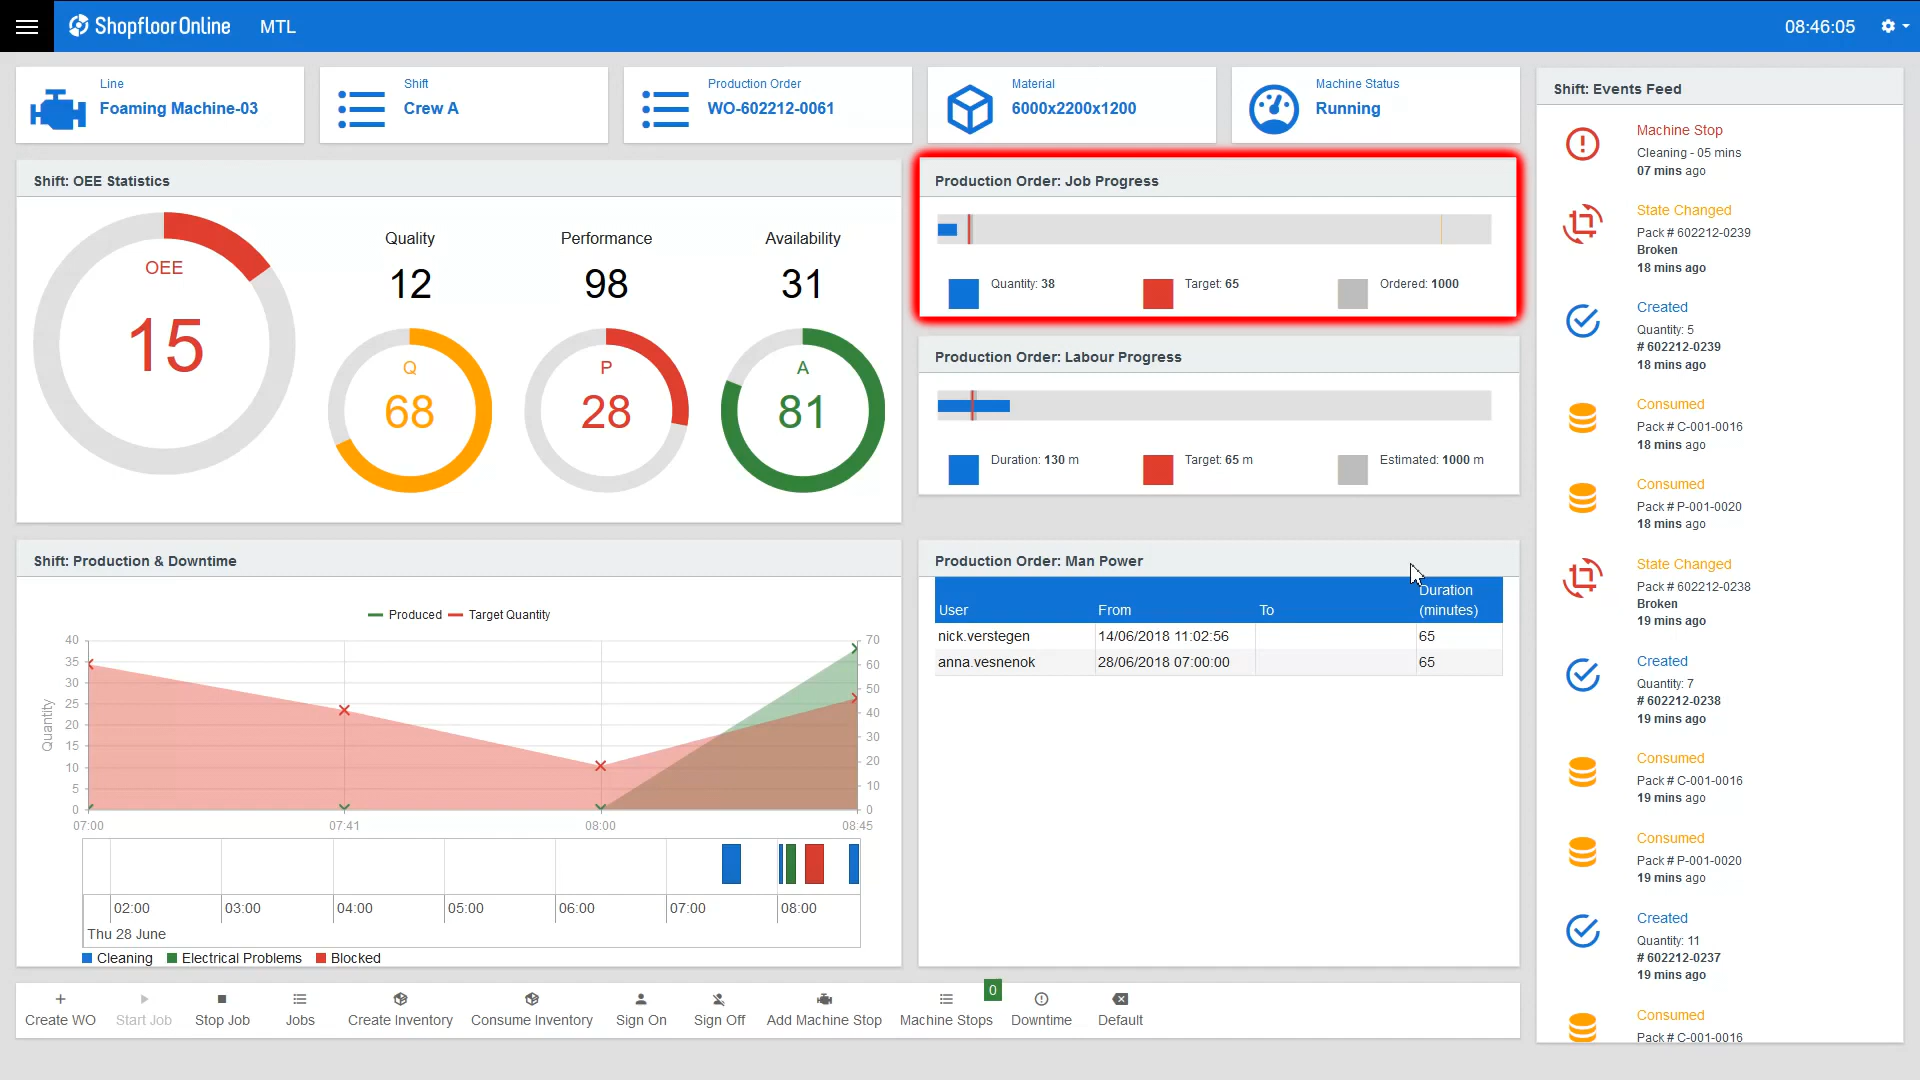 ShopfloorOnline
MTL
08:46:05
Line
Foaming Machine-03
Shift
Crew A
Production Order
WO-602212-0061
Material
6000x2200x1200
Machine Status
Running
Shift: OEE Statistics
OEE
15
Quality
12
Performance
98
Availability
31
Q
68
P
28
A
81
Production Order: Job Progress
Quantity: 38
Target: 65
Ordered: 1000
Production Order: Labour Progress
Duration: 130 m
Target: 65 m
Estimated: 1000 m
Shift: Production & Downtime
Produced
Target Quantity
Quantity
40
35
30
25
20
15
10
5
0
70
60
50
40
30
20
10
0
07:00
07:41
08:00
08:45
02:00
03:00
04:00
05:00
06:00
07:00
08:00
Thu 28 June
Cleaning
Electrical Problems
Blocked
Production Order: Man Power
User From To Duration (minutes)
nick.verstegen 14/06/2018 11:02:56 65
anna.vesnenok 28/06/2018 07:00:00 65
Shift: Events Feed
Machine Stop
Cleaning - 05 mins
07 mins ago
State Changed
Pack # 602212-0239
Broken
18 mins ago
Created
Quantity: 5
# 602212-0239
18 mins ago
Consumed
Pack # C-001-0016
18 mins ago
Consumed
Pack # P-001-0020
18 mins ago
State Changed
Pack # 602212-0238
Broken
19 mins ago
Created
Quantity: 7
# 602212-0238
19 mins ago
Consumed
Pack # C-001-0016
19 mins ago
Consumed
Pack # P-001-0020
19 mins ago
Created
Quantity: 11
# 602212-0237
19 mins ago
Consumed
Pack # C-001-0016
Create WO
Start Job
Stop Job
Jobs
Create Inventory
Consume Inventory
Sign On
Sign Off
Add Machine Stop
Machine Stops
0
Downtime
Default